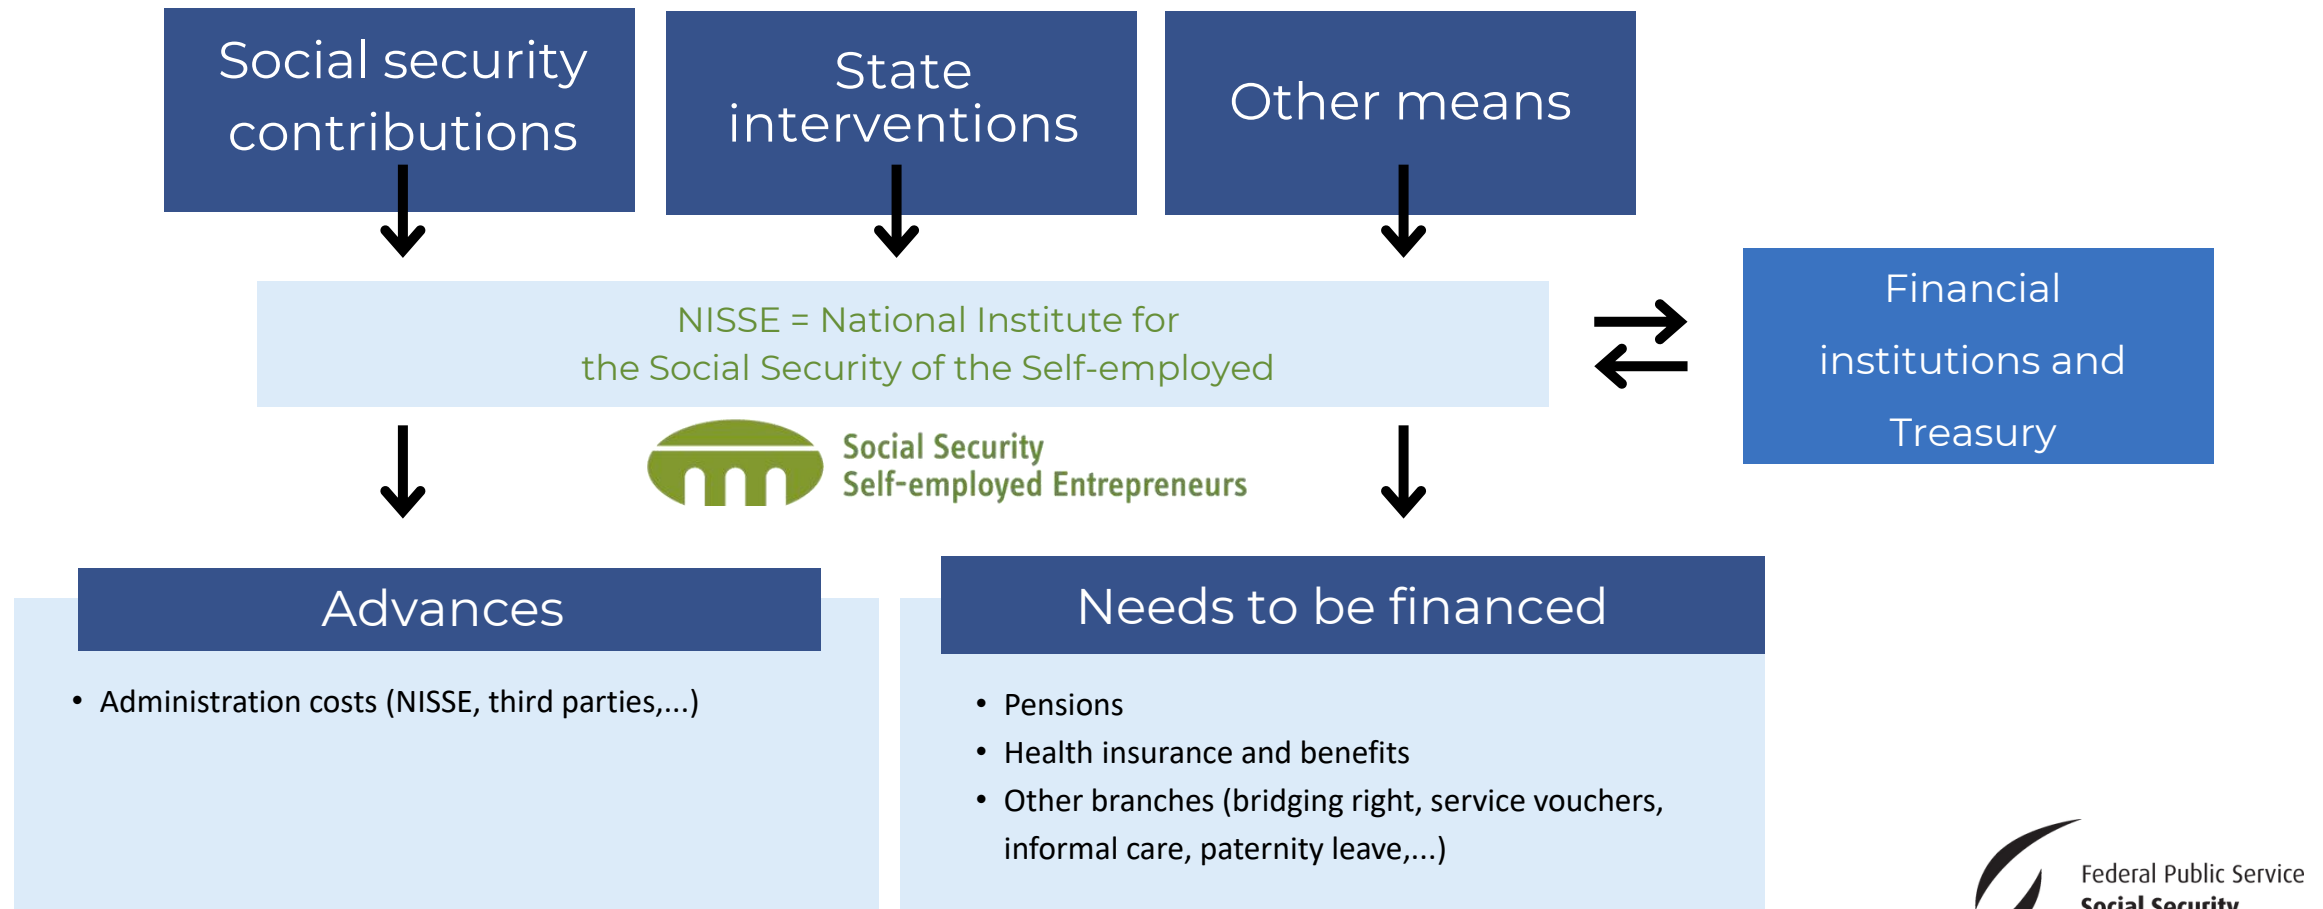 Social security
contributions
State
interventions
Other means
NISSE = National Institute for
the Social Security of the Self-employed
Financial
institutions and
Treasury
Social Security
Self-employed Entrepreneurs
Advances
• Administration costs (NISSE, third parties,...)
Needs to be financed
• Pensions
• Health insurance and benefits
• Other branches (bridging right, service vouchers,
informal care, paternity leave,...)
Federal Public Service
Social Security